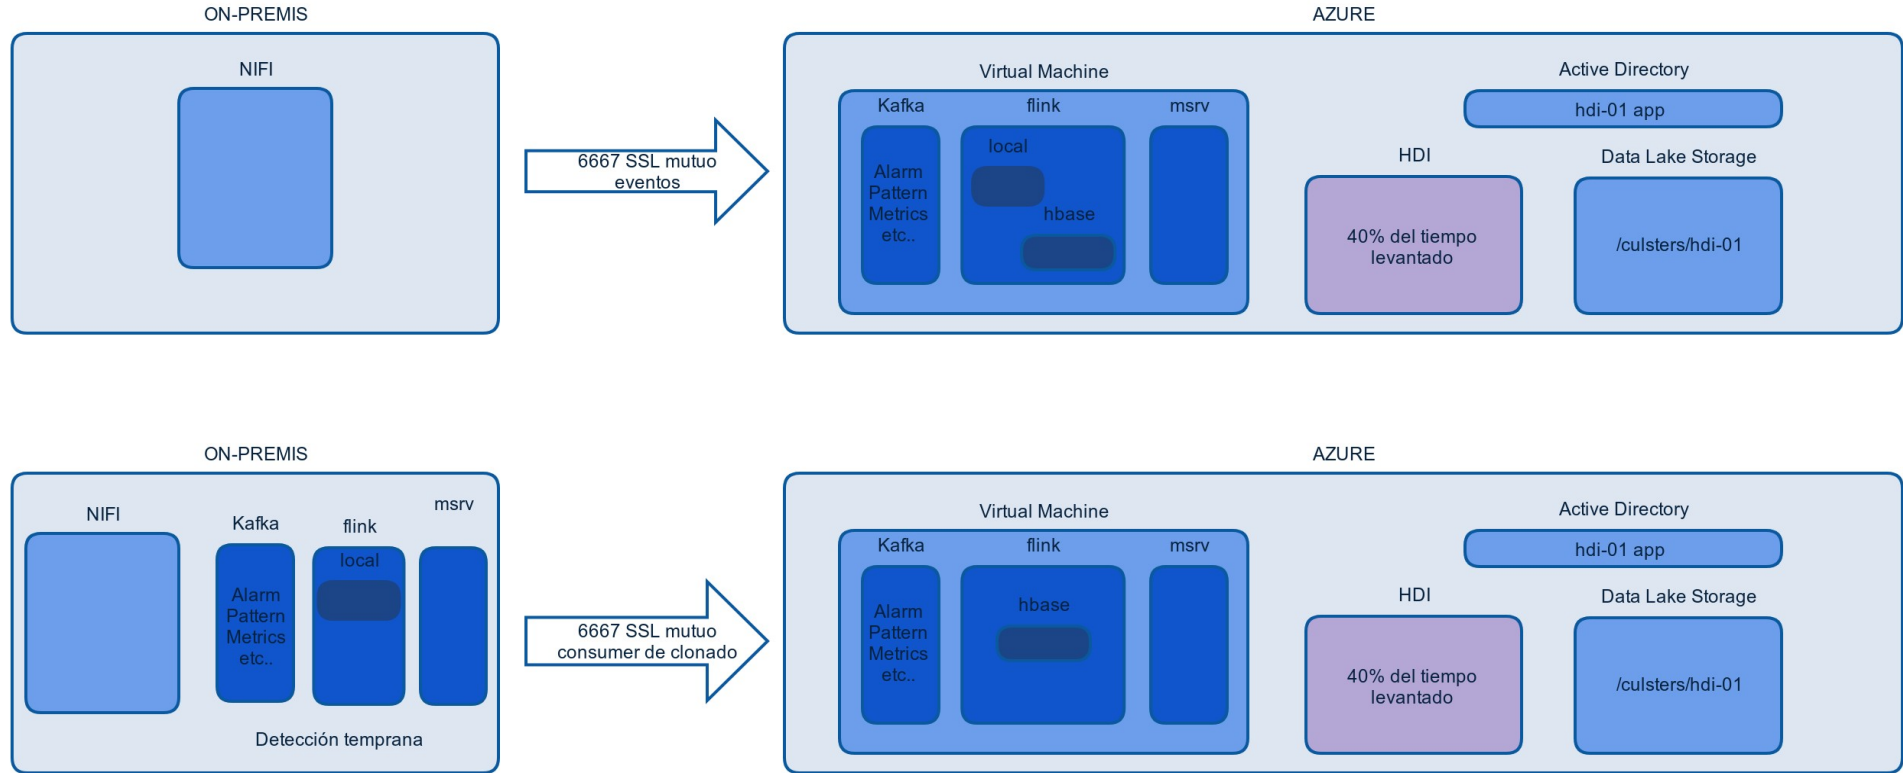 ON-PREMIS
AZURE
NIFI
Virtual Machine
Active Directory
Kafka
flink
msrv
hdi-01 app
6667 SSL mutuo
eventos
local
hbase
Alarm
Pattern
Metrics
etc..
HDI
Data Lake Storage
40% del tiempo
levantado
/culsters/hdi-01
ON-PREMIS
AZURE
NIFI
Kafka
flink
msrv
local
Alarm
Pattern
Metrics
etc..
Detección temprana
6667 SSL mutuo
consumer de clonado
Virtual Machine
Active Directory
Kafka
flink
msrv
hdi-01 app
hbase
Alarm
Pattern
Metrics
etc..
HDI
Data Lake Storage
40% del tiempo
levantado
/culsters/hdi-01